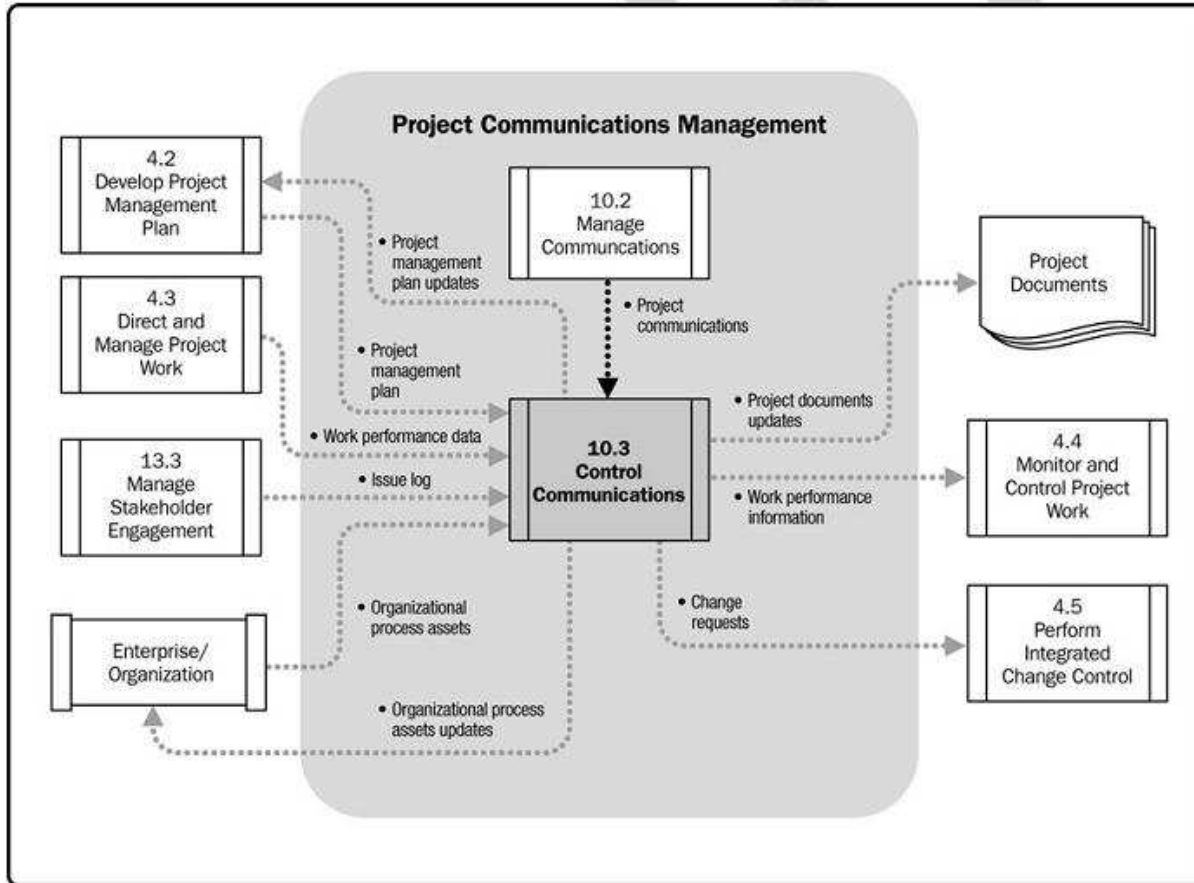 Project Communications Management
4.2
Develop Project
Management
Plan
10.2
Manage
Communcations
• Project
management
plan updates
Project
Documents
4.3
Direct and
Manage Project
Work
• Project
communications
• Project
management
plan
• Project documents
updates
• Work performance data
10.3
Control
Communications
4.4
Monitor and
Control Project
Work
13.3
Manage
Stakeholder
Engagement
• Issue log
• Work performance
information
• Organizational
process assets
• Change
requests
4.5
Perform
Integrated
Change Control
Enterprise/
Organization
• Organizational process
assets updates